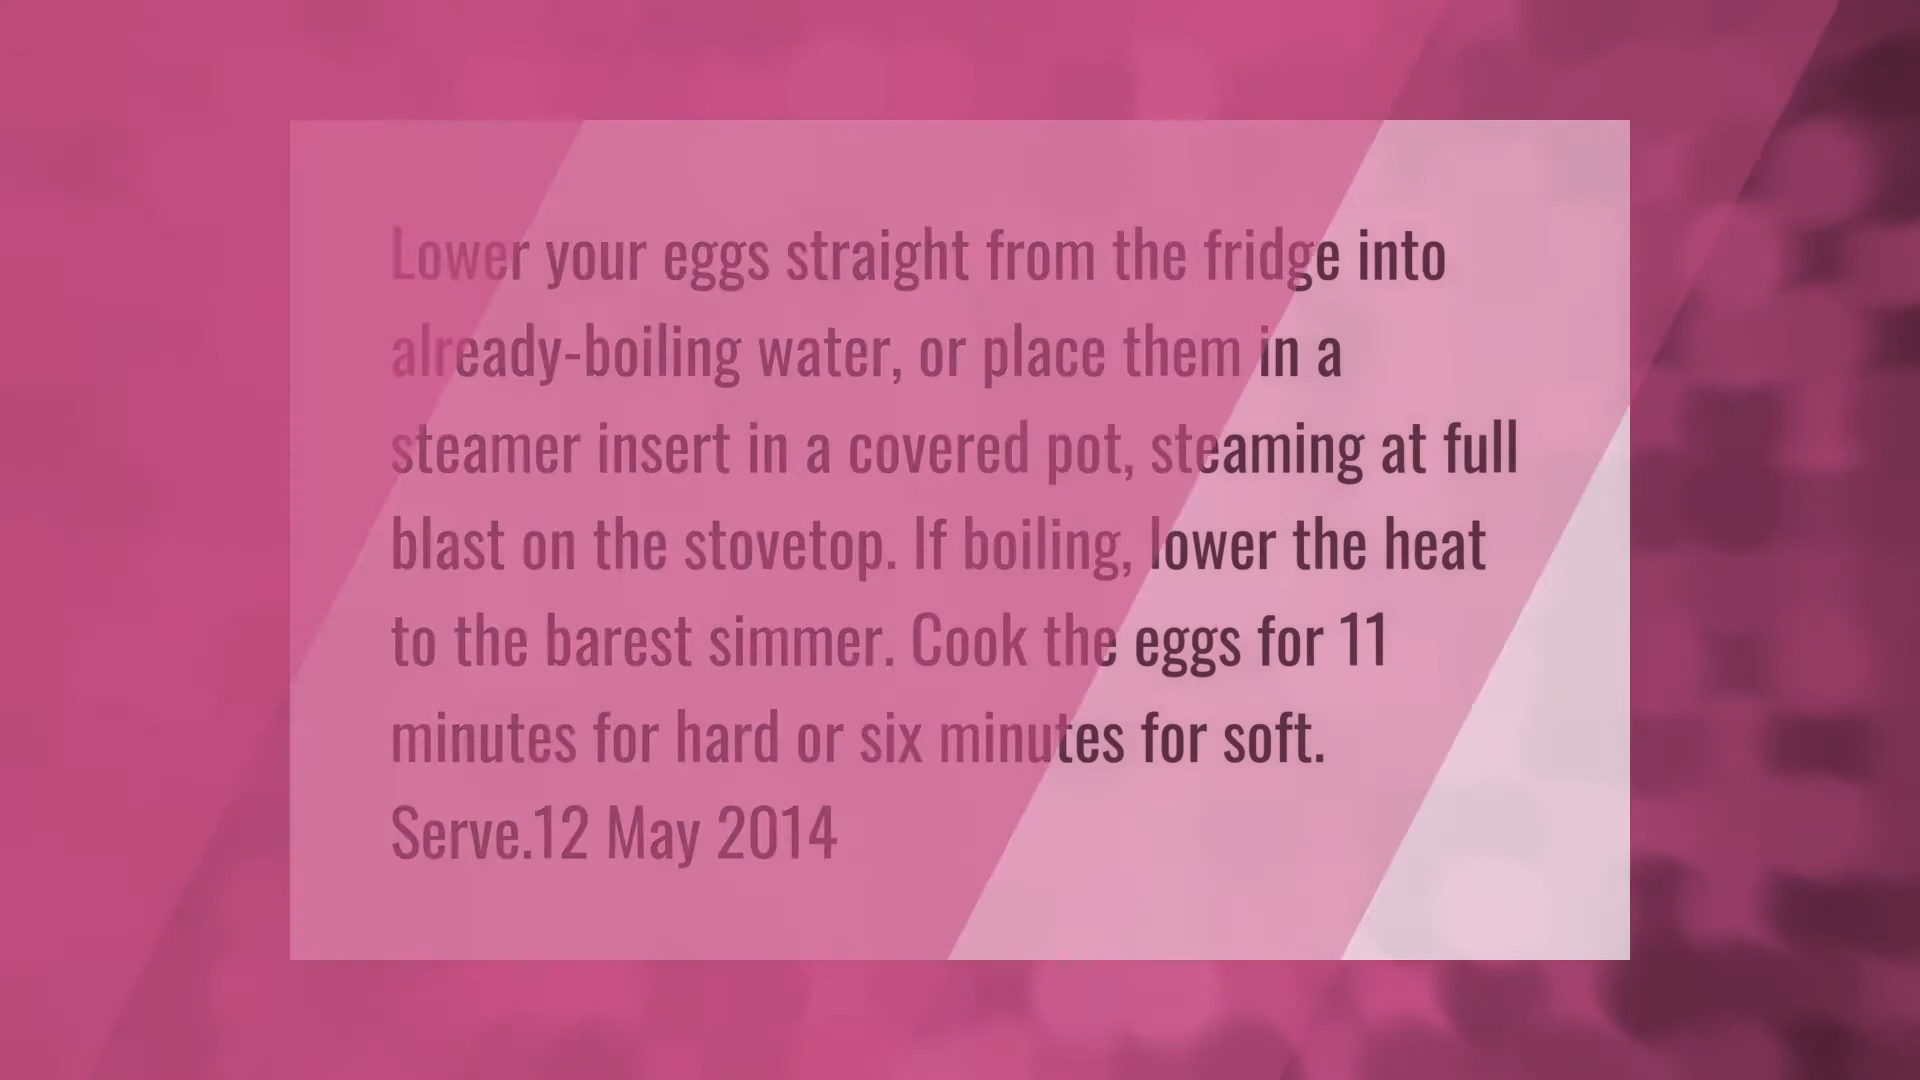 Lower your eggs straight from the fridge into
already-boiling water, or place them in a
steamer insert in a covered pot, steaming at full
blast on the stovetop. If boiling, lower the heat
to the barest simmer. Cook the eggs for 11
minutes for hard or six minutes for soft.
Serve.12 May 2014